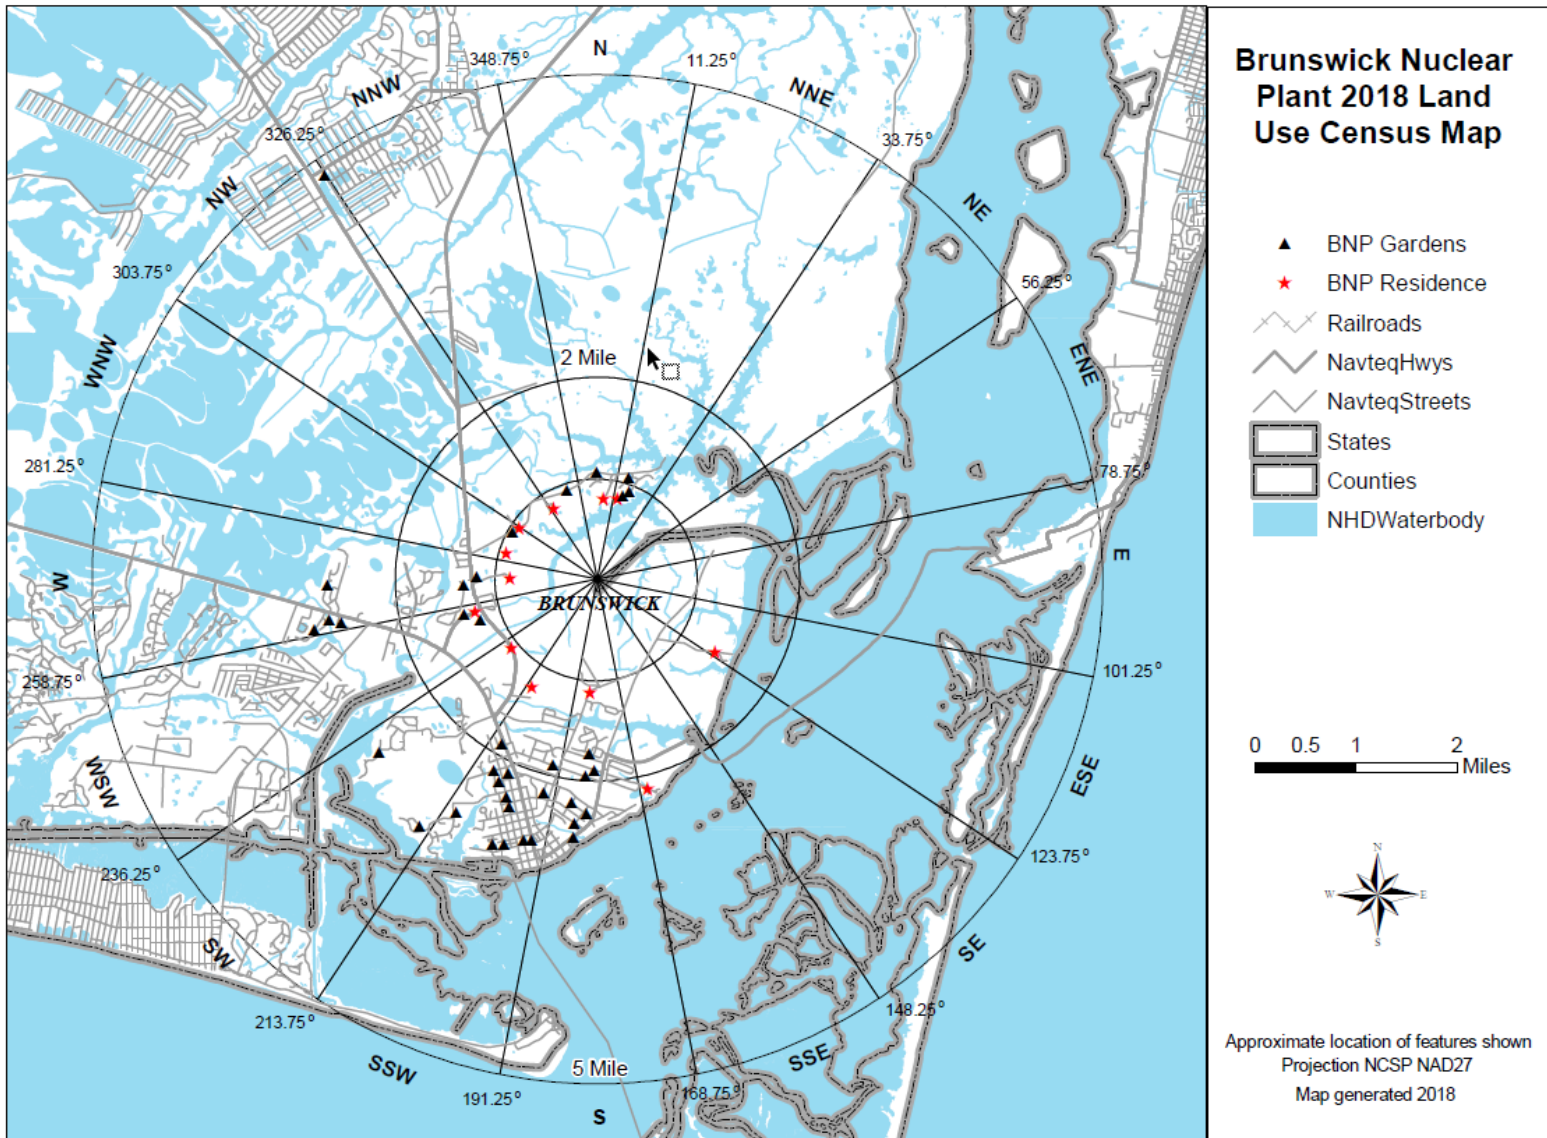 Brunswick Nuclear
Plant 2018 Land
Use Census Map
BNP Gardens
BNP Residence
Railroads
NavteqHwys
NavteqStreets
States
Counties
NHDWaterbody
0 0.5 1 2
Miles
N
W E
S
Approximate location of features shown
Projection NCSP NAD27
Map generated 2018
N
348.75°
11.25°
NNW
NNE
326.25°
33.75°
NW
NE
303.75°
56.25°
WNW
2 Mile
ENE
281.25°
78.75°
W
E
BRUNSWICK
258.75°
101.25°
WSW
ESE
236.25°
123.75°
SW
SE
213.75°
148.25°
SSW
5 Mile
SSE
191.25°
168.75°
S